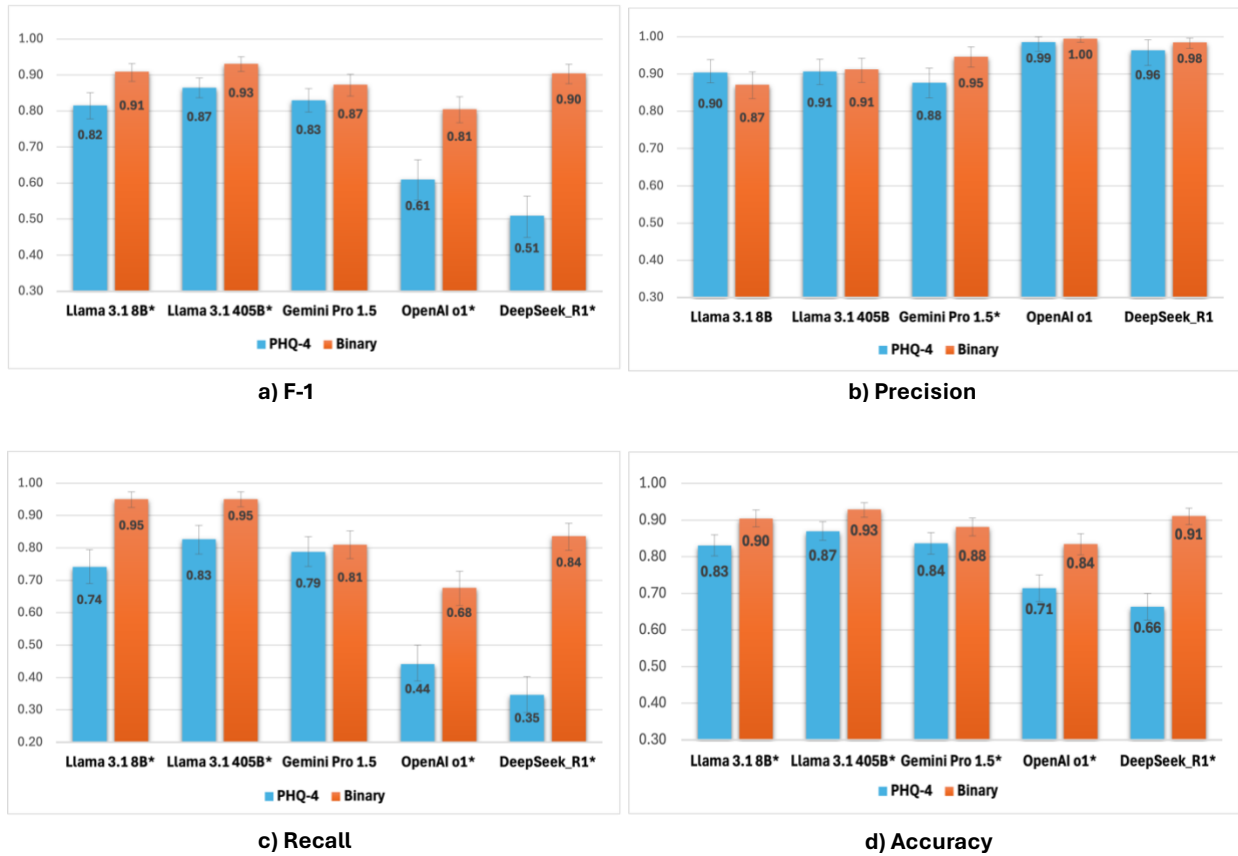 1.00
0.90
0.80
0.70
0.60
0.50
0.40
0.30
0.82 0.91 0.87 0.93 0.83 0.87 0.61 0.81 0.51 0.90
Llama 3.1 8B* Llama 3.1 405B* Gemini Pro 1.5 OpenAI o1* DeepSeek_R1*
PHQ-4 Binary
a) F-1
1.00
0.90
0.80
0.70
0.60
0.50
0.40
0.30
0.90 0.87 0.91 0.91 0.88 0.95 0.99 1.00 0.96 0.98
Llama 3.1 8B Llama 3.1 405B Gemini Pro 1.5* OpenAI o1 DeepSeek_R1
PHQ-4 Binary
b) Precision
1.00
0.90
0.80
0.70
0.60
0.50
0.40
0.30
0.20
0.74 0.95 0.83 0.95 0.79 0.81 0.44 0.68 0.35 0.84
Llama 3.1 8B* Llama 3.1 405B* Gemini Pro 1.5 OpenAI o1* DeepSeek_R1*
PHQ-4 Binary
c) Recall
1.00
0.90
0.80
0.70
0.60
0.50
0.40
0.30
0.83 0.90 0.87 0.93 0.84 0.88 0.71 0.84 0.66 0.91
Llama 3.1 8B* Llama 3.1 405B* Gemini Pro 1.5* OpenAI o1* DeepSeek_R1*
PHQ-4 Binary
d) Accuracy